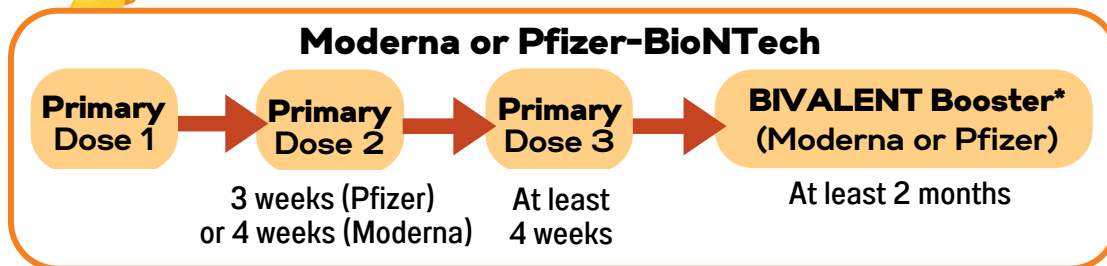 Moderna or Pfizer-BioNTech
Primary
Dose 1
Primary
Dose 2
Primary
Dose 3
BIVALENT Booster*
(Moderna or Pfizer)
3 weeks (Pfizer)
or 4 weeks (Moderna)
At least
4 weeks
At least 2 months